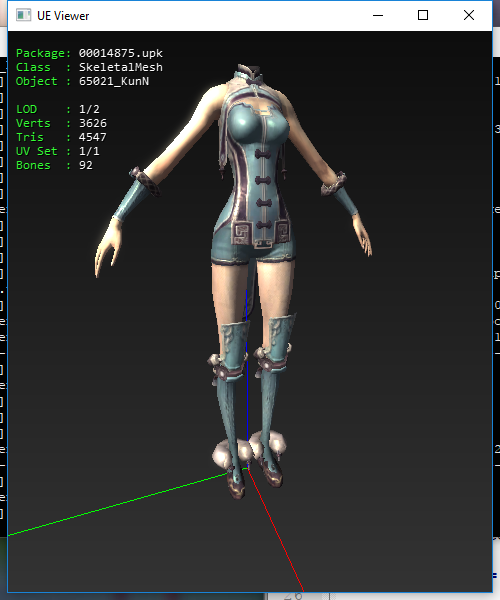 UE Viewer
Package: 00014875.upk
Class : SkeletalMesh
Object : 65021_KunN
LOD : 1/2
Verts : 3626
Tris : 4547
UV Set : 1/1
Bones : 92